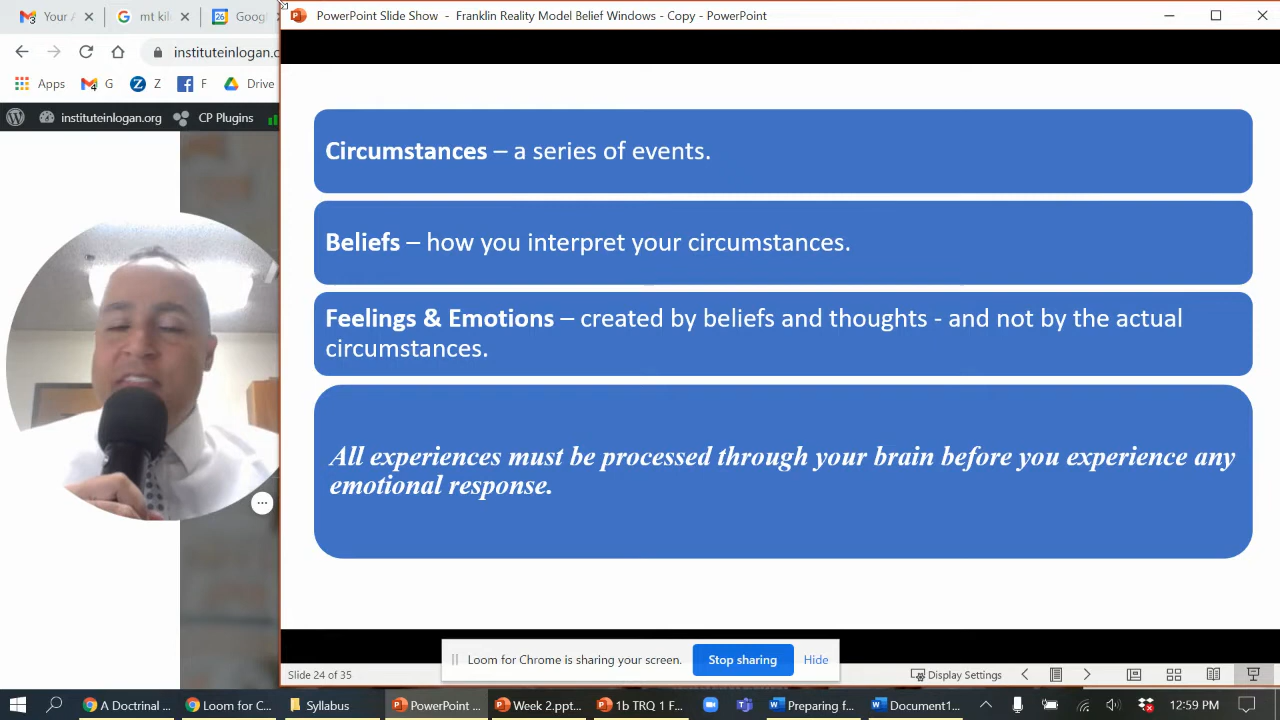 Your A
mt kil
26
Goog
PowerPoint Slide Show - Franklin Reality Model Belief Windows - Copy - PowerPoint
instituteinlogan.c
Apps
4
G
Z
Z
F
Drive
instituteinlogan.org
CP Plugins
Circumstances – a series of events.
Beliefs – how you interpret your circumstances.
Feelings & Emotions – created by beliefs and thoughts - and not by the actual
circumstances.
All experiences must be processed through your brain before you experience any
emotional response.
Loom for Chrome is sharing your screen.
Stop sharing
Hide
Slide 24 of 35
Display Settings
A Doctrinal ...
Loom for C...
Syllabus
PowerPoint ...
Week 2.ppt...
1b TRQ 1 F...
Preparing f...
Document1...
12:59 PM